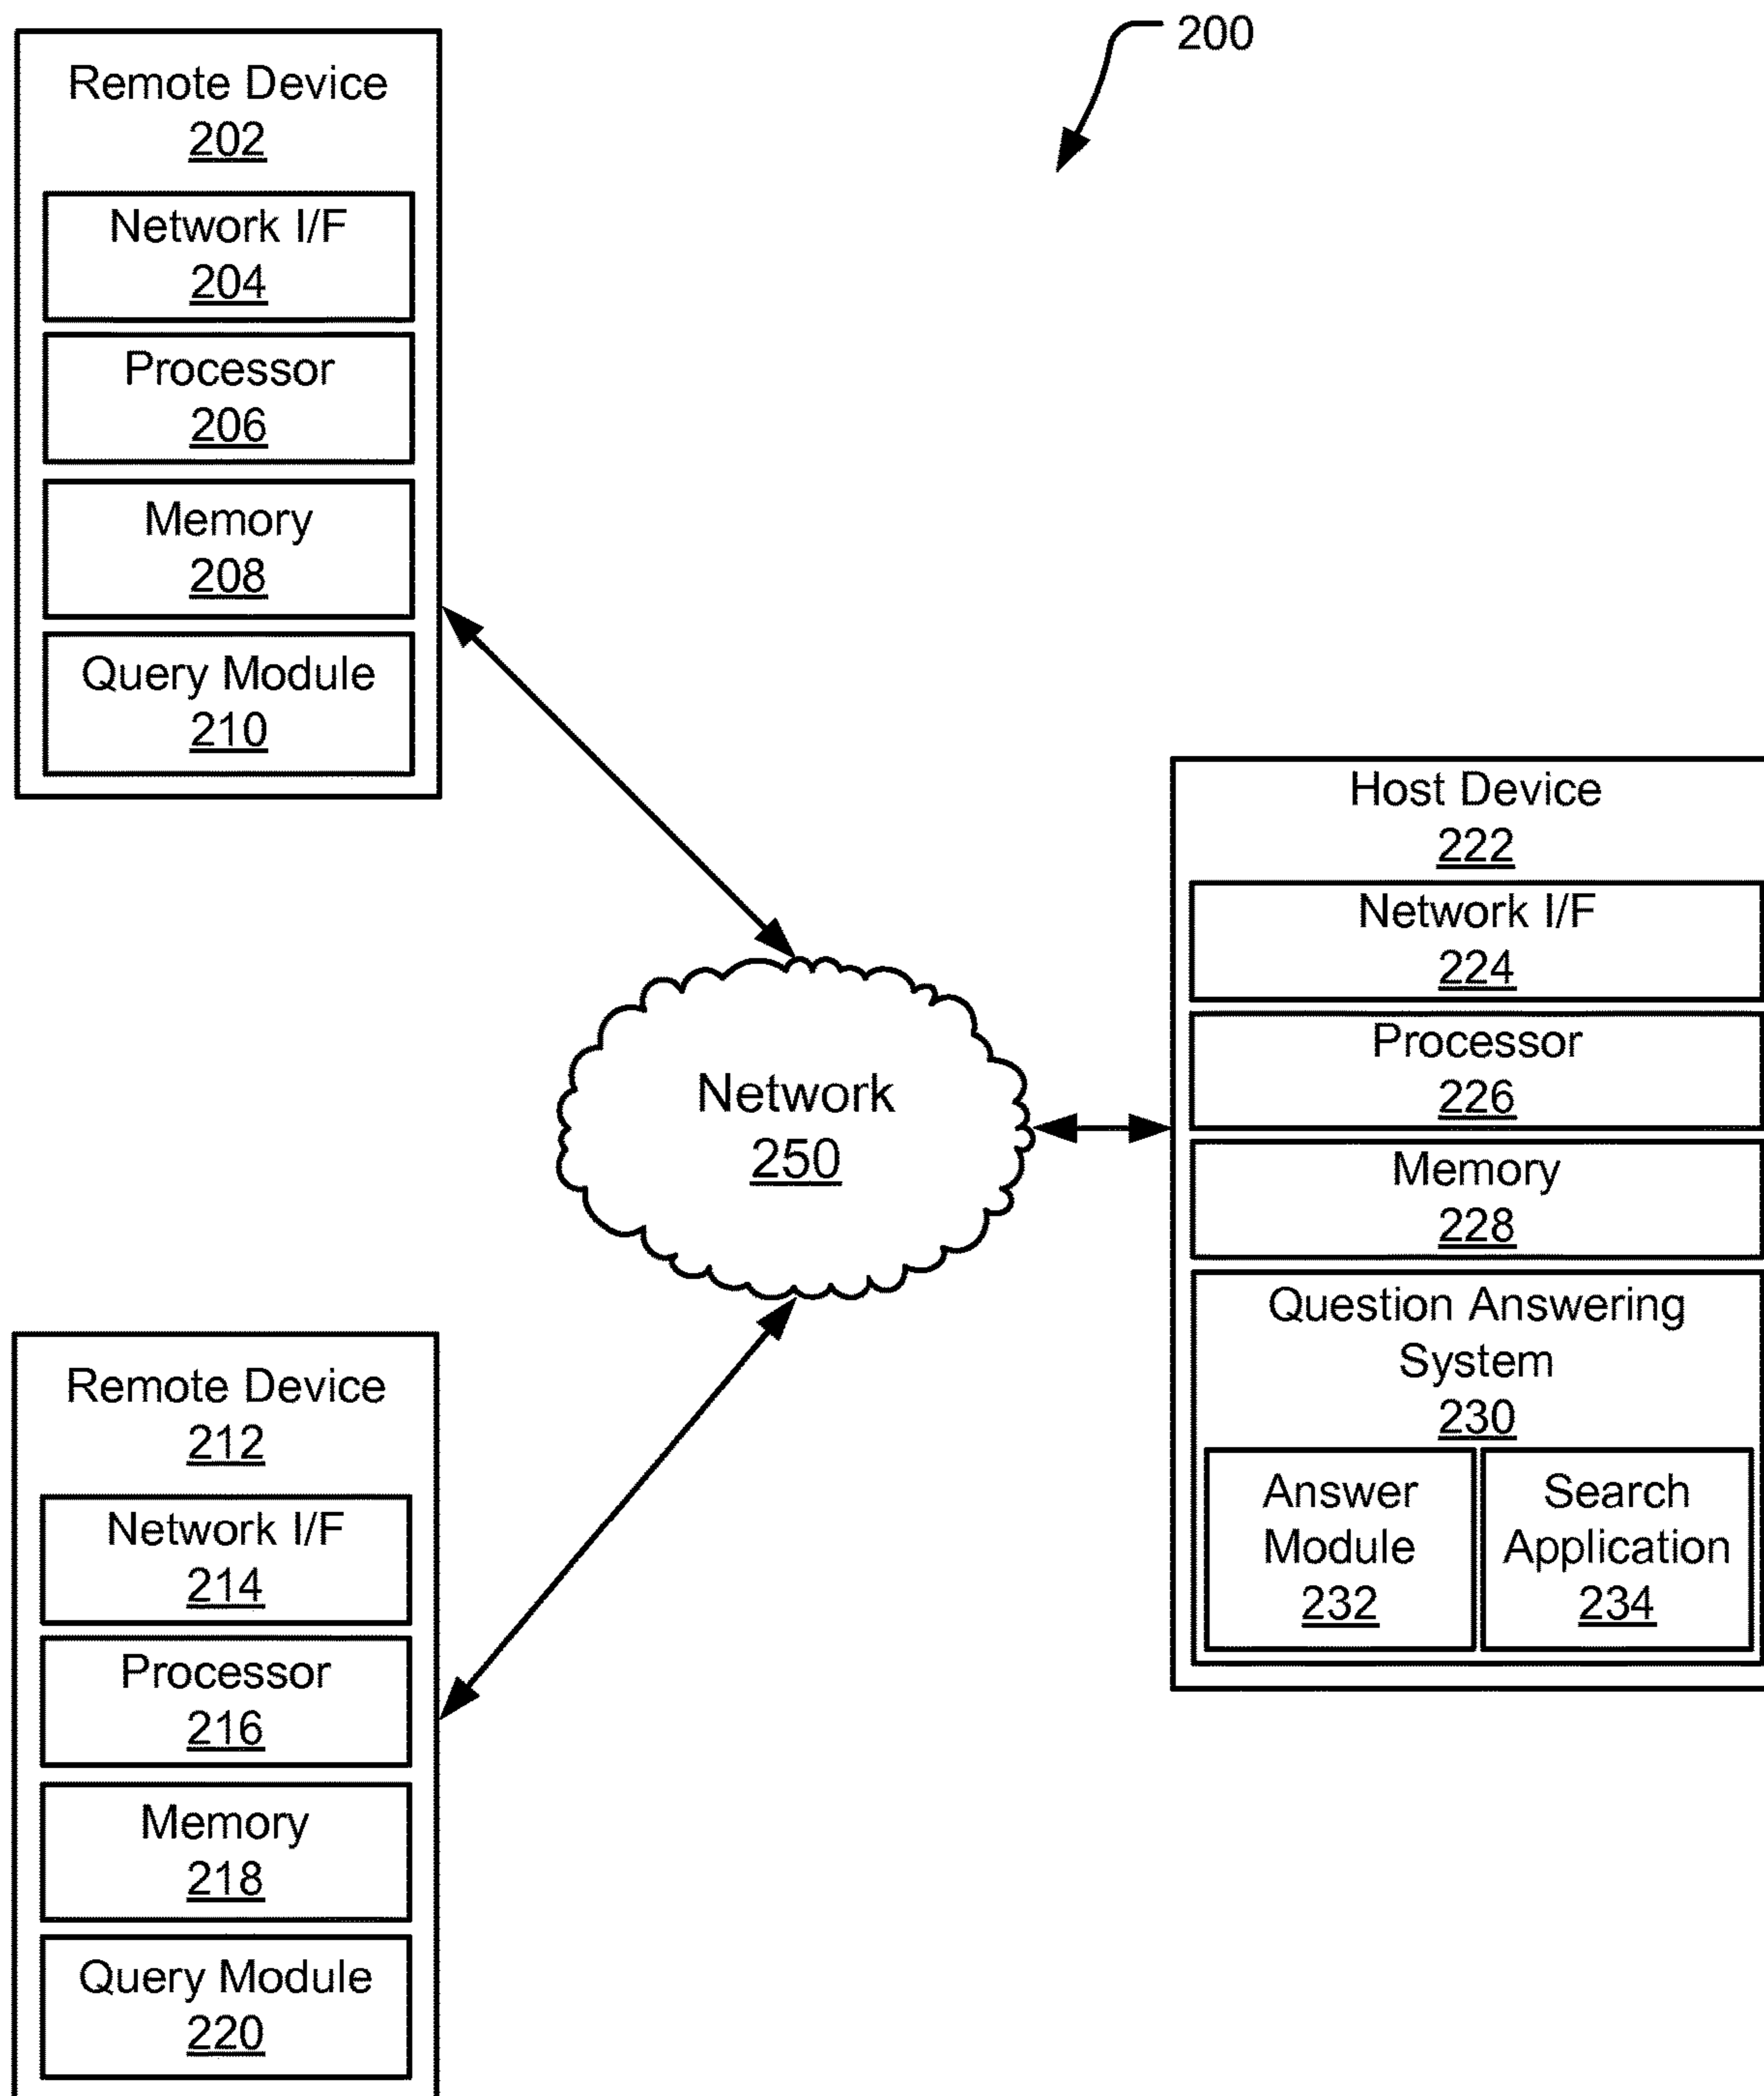 200
Remote Device
202
Network I/F
204
Processor
206
Memory
208
Query Module
210
Host Device
222
Network I/F
224
Processor
226
Memory
228
Question Answering
System
230
Answer
Module
232
Search
Application
234
Network
250
Remote Device
212
Network I/F
214
Processor
216
Memory
218
Query Module
220